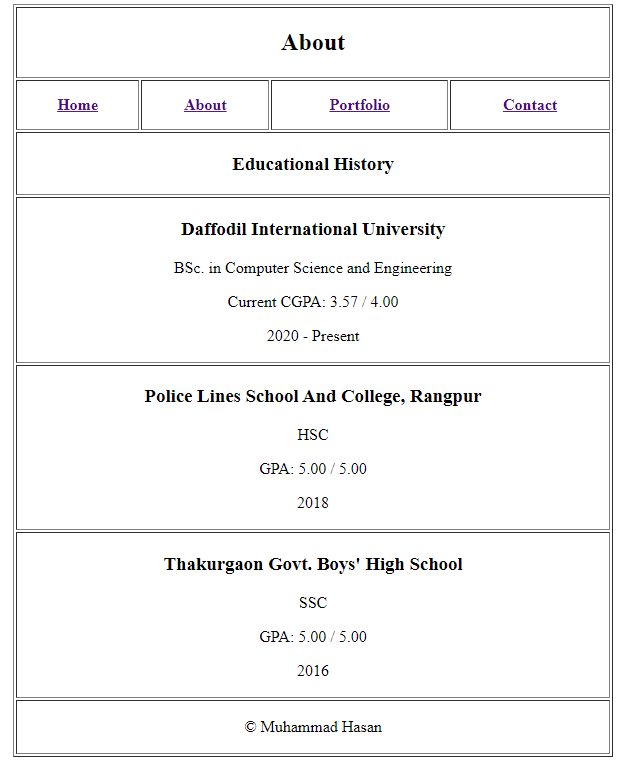 About
Home About Portfolio Contact
Educational History
Daffodil International University
BSc. in Computer Science and Engineering
Current CGPA: 3.57 / 4.00
2020 - Present
Police Lines School And College, Rangpur
HSC
GPA: 5.00 / 5.00
2018
Thakurgaon Govt. Boys' High School
SSC
GPA: 5.00 / 5.00
2016
© Muhammad Hasan